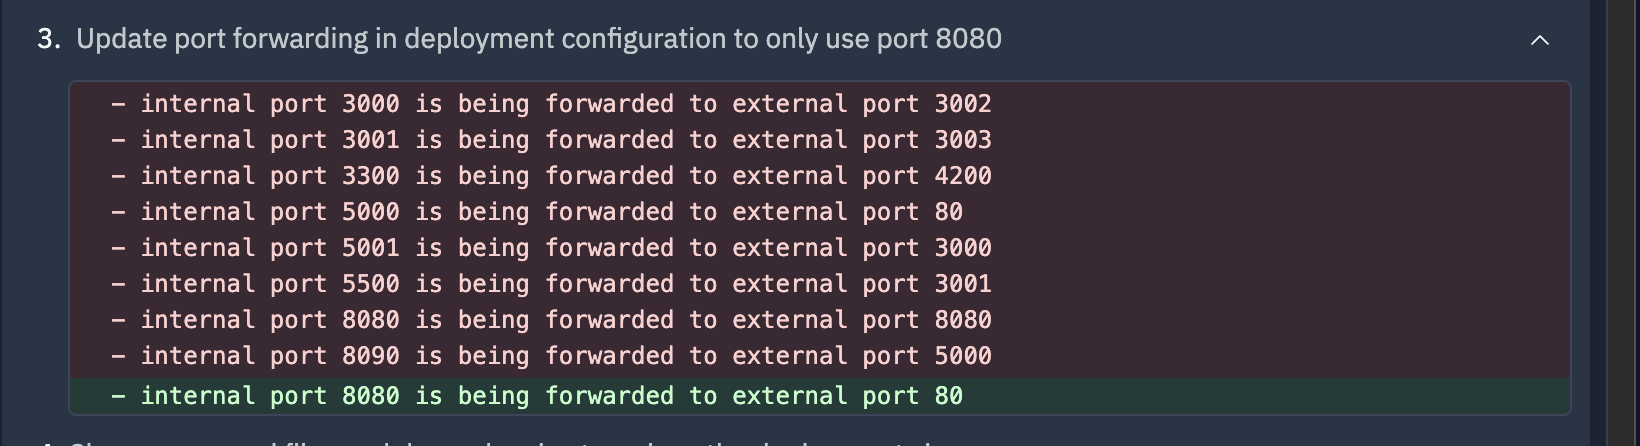 3. Update port forwarding in deployment configuration to only use port 8080
– internal port 3000 is being forwarded to external port 3002
– internal port 3001 is being forwarded to external port 3003
– internal port 3300 is being forwarded to external port 4200
– internal port 5000 is being forwarded to external port 80
– internal port 5001 is being forwarded to external port 3000
– internal port 5500 is being forwarded to external port 3001
– internal port 8080 is being forwarded to external port 8080
– internal port 8090 is being forwarded to external port 5000
– internal port 8080 is being forwarded to external port 80